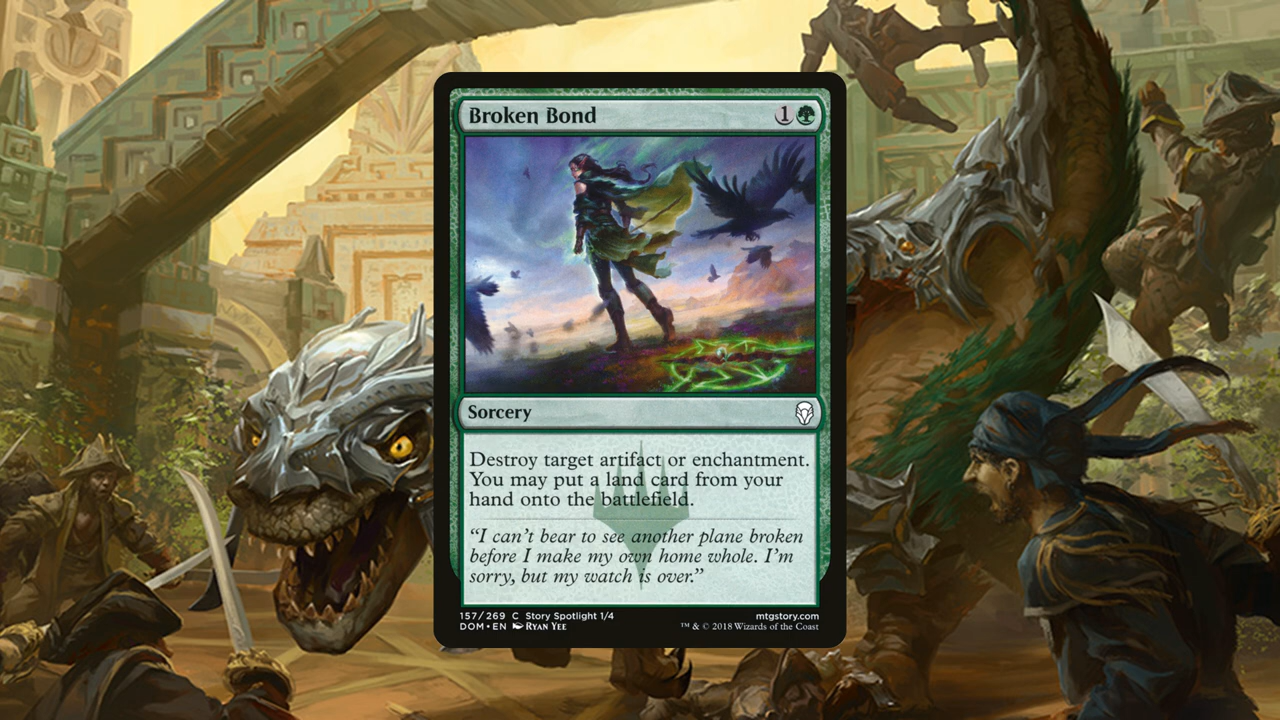 Broken Bond 1
Sorcery
Destroy target artifact or enchantment.
You may put a land card from your
hand onto the battlefield.
“I can’t bear to see another plane broken
before I make my own home whole. I’m
sorry, but my watch is over.”
157/269 C Story Spotlight 1/4 mtgstory.com
DOM • EN Ryan Yee ™ & © 2018 Wizards of the Coast